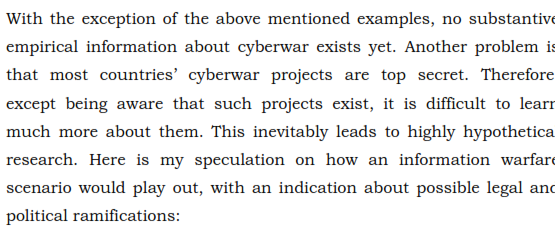 With the exception of the above mentioned examples, no substantive
empirical information about cyberwar exists yet. Another problem is
that most countries’ cyberwar projects are top secret. Therefore
except being aware that such projects exist, it is difficult to learn
much more about them. This inevitably leads to highly hypothetica
research. Here is my speculation on how an information warfare
scenario would play out, with an indication about possible legal and
political ramifications: